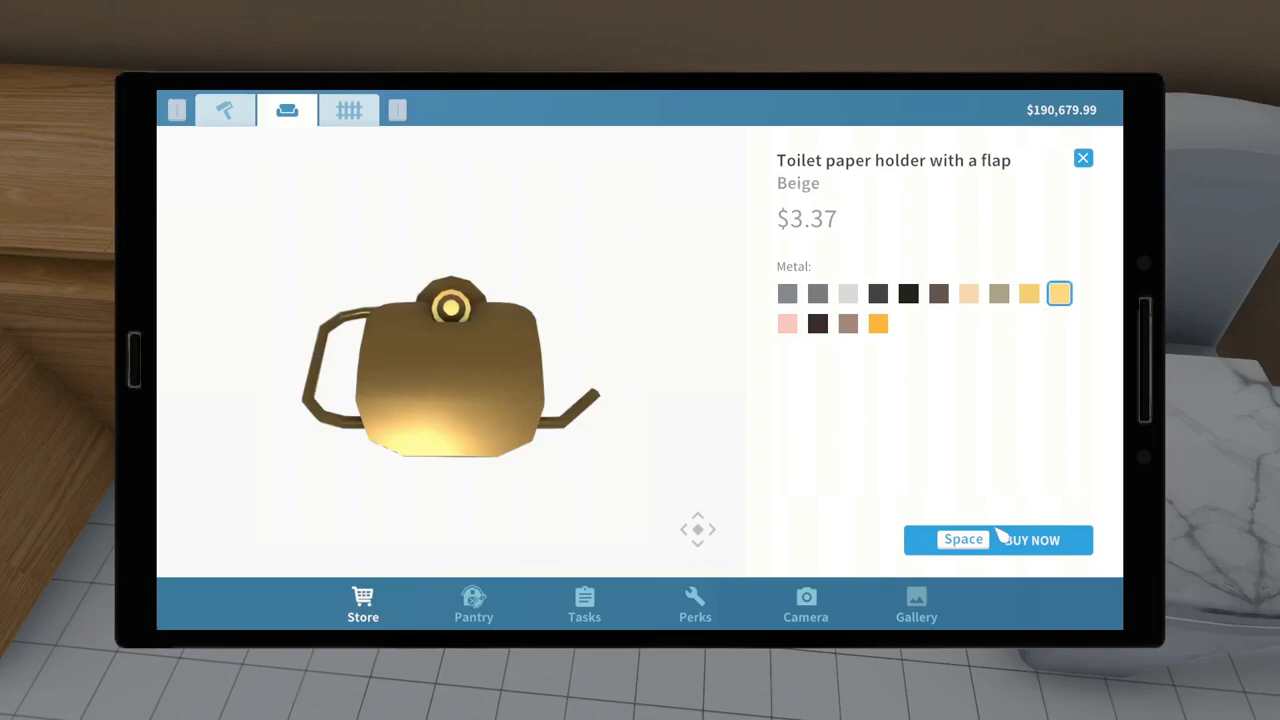 $190,679.99
Toilet paper holder with a flap
Beige
$3.37
Metal:
Space BUY NOW
Store Pantry Tasks Perks Camera Gallery